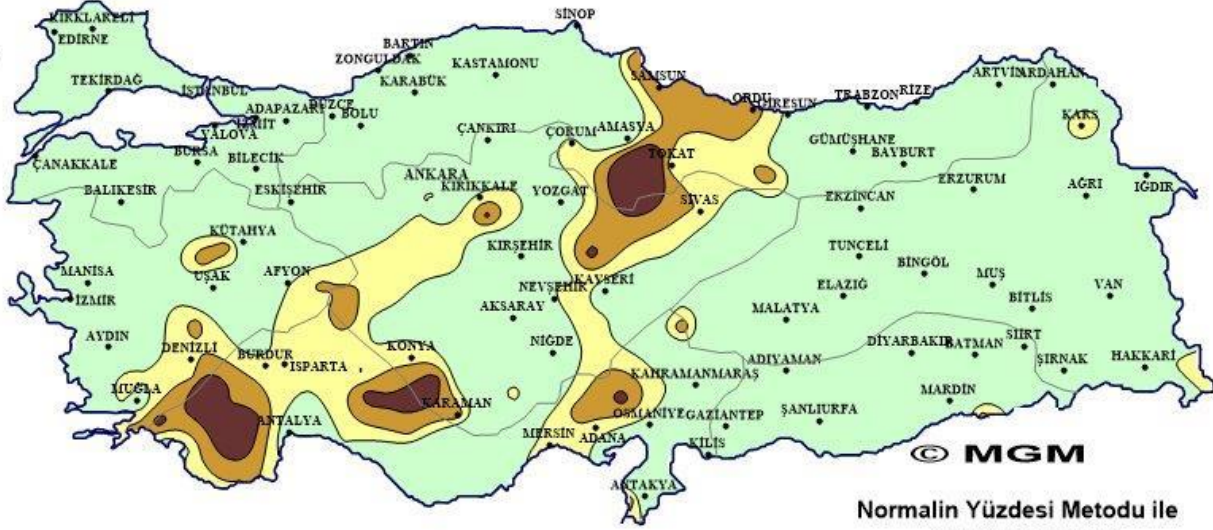 SİNOP
KIRKLARELİ
EDİRNE
BARTIN
ZONGULDAK
KASTAMONU
KARABÜK
TEKİRDAĞ
İSTANBUL
SAMSUN
ARTVİN
ARDAHAN
ADAPAZARI
DÜZCE
BOLU
İZMİT
YALOVA
ORDU
GİRESUN
TRABZON
RİZE
KARS
ÇANKIRI
ÇORUM
AMASYA
GÜMÜŞHANE
BAYBURT
ÇANAKKALE
BURSA
BİLECİK
TOKAT
ANKARA
KIRIKKALE
BALIKESİR
ESKİŞEHİR
YOZGAT
SİVAS
ERZİNCAN
ERZURUM
AĞRI
IĞDIR
KÜTAHYA
KIRŞEHİR
TUNCELİ
BİNGÖL
MUŞ
MANİSA
UŞAK
AFYON
NEVŞEHİR
KAYSERİ
ELAZIĞ
VAN
İZMİR
AKSARAY
MALATYA
BİTLİS
AYDIN
DENİZLİ
BURDUR
ISPARTA
KONYA
NİĞDE
DİYARBAKIR
BATMAN
SIIRT
ŞIRNAK
HAKKARİ
ADIYAMAN
KAHRAMANMARAŞ
MUĞLA
MARDİN
ANTALYA
KARAMAN
OSMANİYE
GAZİANTEP
ŞANLIURFA
MERSİN
ADANA
KİLİS
© MGM
ANTAKYA
Normalin Yüzdesi Metodu ile